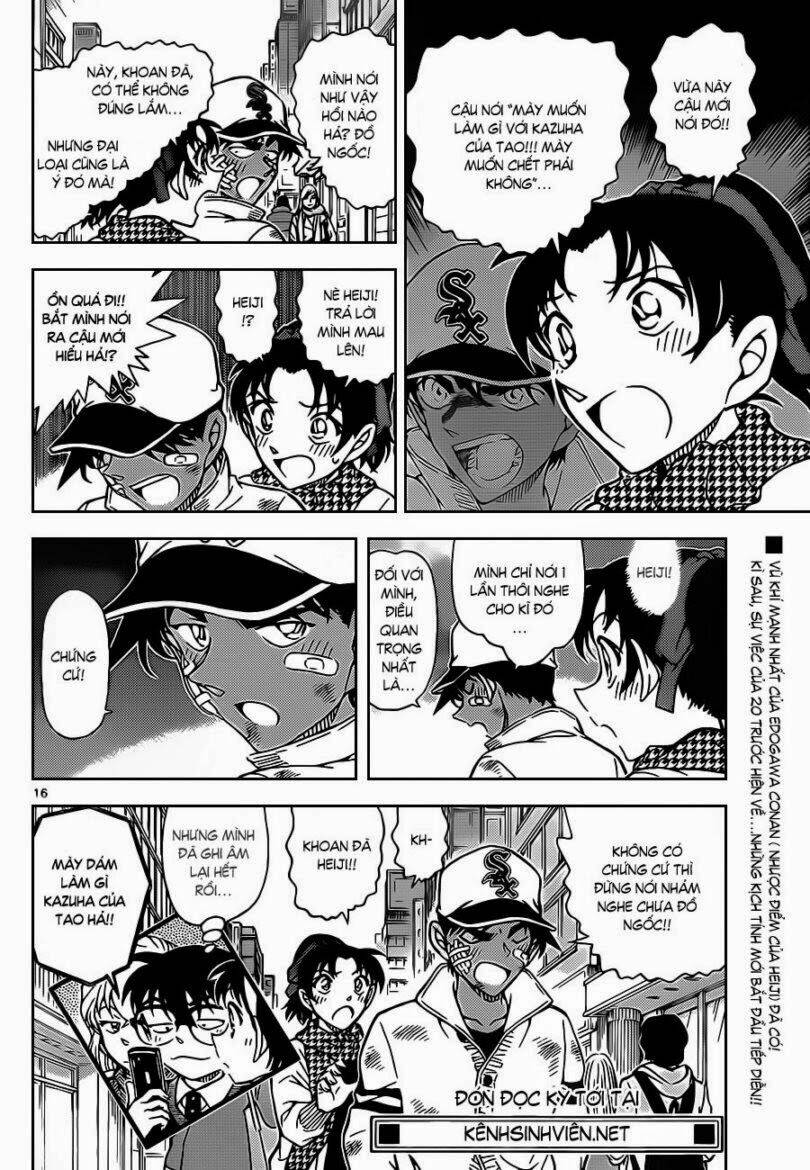 VỪA NÀY
CẬU MỚI
NÓI ĐÓ!!
CÂU NÓI "MÀY MUỐN
LÀM GÌ VỚI KAZUHA
CỦA TAO!!! MÀY
MUỐN CHẾT PHẢI
KHÔNG"...
MÌNH NÓI
NHƯ VẬY
HỒI NÀO
HẢ? ĐỒ
NGỐC!
NÀY, KHOAN ĐÃ,
CÓ THỂ KHÔNG
ĐÚNG LẮM...
NHƯNG ĐẠI
LOẠI CŨNG LÀ
Ý ĐÓ MÀ!
NÈ HEIJI!
TRẢ LỜI
MÌNH MAU
LÊN!
HEIJI
!?
ỒN QUÁ ĐI!!
BẮT MÌNH NÓI
RA CẬU MỚI
HIỂU HẢ!?
HEIJI!
MÌNH CHỈ NÓI 1
LẦN THÔI NGHE
CHO KĨ ĐÓ
...
ĐỐI VỚI
MÌNH,
ĐIỀU
QUAN
TRỌNG
NHẤT
LÀ...
CHỨNG
CỨ!
16
KHÔNG CÓ
CHỨNG CỨ THÌ
ĐỪNG NÓI NHẢM
NGHE CHƯA ĐỒ
NGỐC!!
KH-
KHOAN ĐÃ
HEIJI!!
NHƯNG MÌNH
ĐÃ GHI ÂM
LẠI HẾT
RỒI...
MÀY DÁM
LÀM GÌ
KAZUHA CỦA
TAO HẢ!!
VŨ KHÍ MẠNH NHẤT CỦA EDOGAWA CONAN ( NHƯỢC ĐIỂM CỦA HEIJI) ĐÃ CÓ!
KÌ SAU, SỰ VIỆC CỦA 20 TRƯỚC HIỆN VỀ....NHỮNG KỊCH TÍNH MỚI BẮT ĐẦU TIẾP DIỄN!!
ĐÓN ĐỌC KỲ TỚI TẠI
KÊNHSINHVIÊN.NET